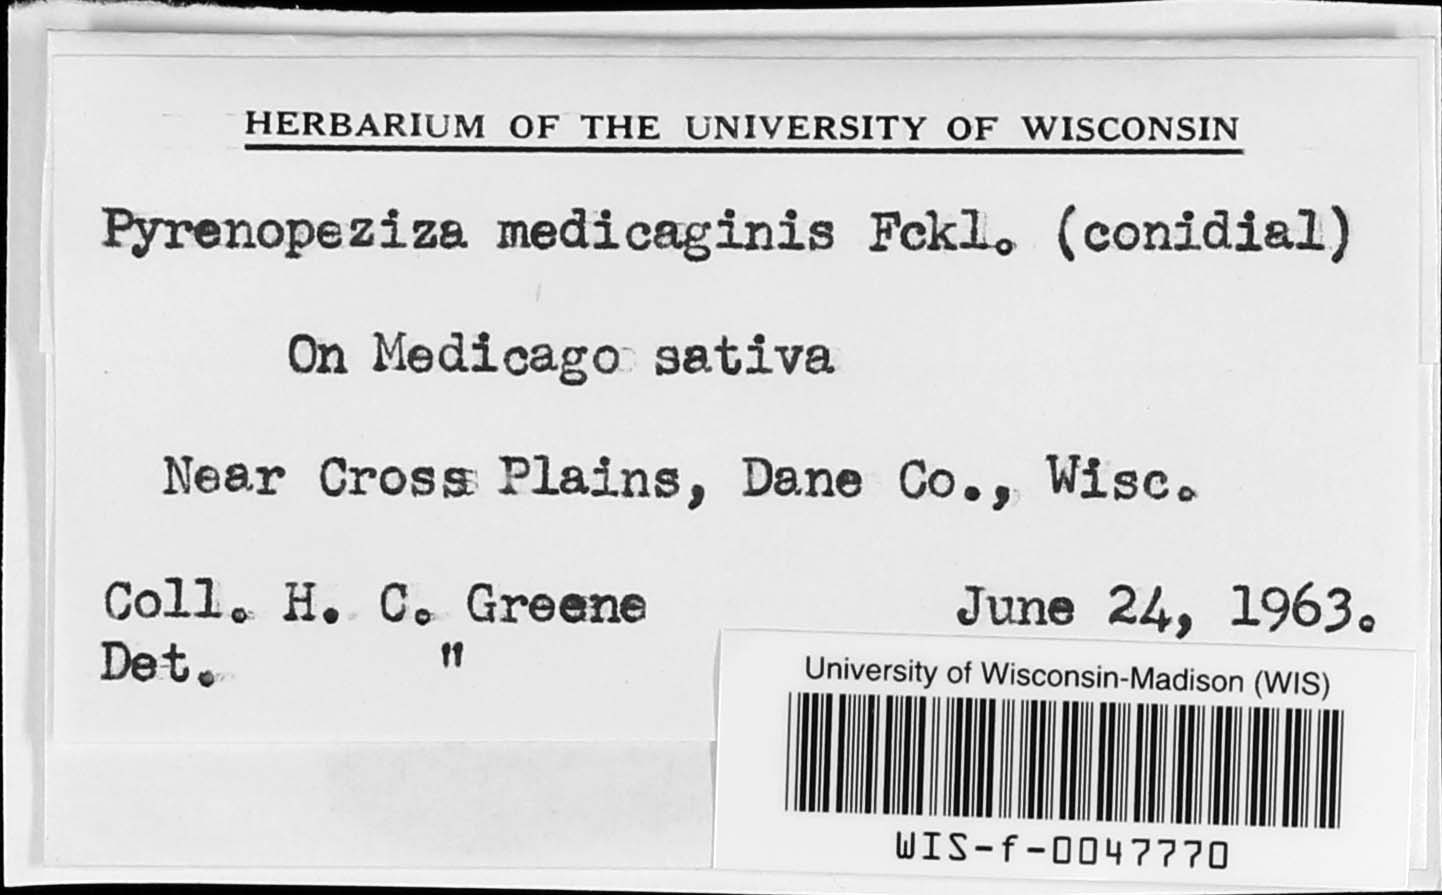 HERBARIUM OF THE UNIVERSITY OF WISCONSIN
Pyrenopeziza medicaginis Fckl. (conidial)
On Medicago sativa
Near Cross Plains, Dane Co., Wisc.
Coll. H. C. Greene June 24, 1963.
Det. "
University of Wisconsin-Madison (WIS)
WIS-f-0047770